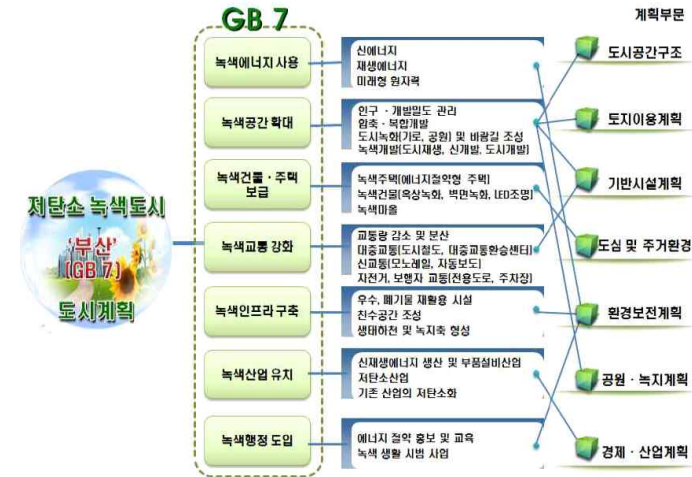 GB 7
계획부문
저탄소 녹색도시
'부산'
(GB 7)
도시계획
녹색에너지 사용
신에너지
재생에너지
미래형 원자력
녹색공간 확대
인구 · 개발밀도 관리
압축 · 복합개발
도시녹화(가로, 공원) 및 바람길 조성
녹색개발(도시재생, 신개발, 도시개발)
녹색건물 · 주택
보급
녹색주택(에너지절약형 주택)
녹색건물(옥상녹화, 벽면녹화, LED조명)
녹색마을
녹색교통 강화
교통량 감소 및 분산
대중교통(도시철도, 대중교통환승센터)
신교통(모노레일, 자동보도)
자전거, 보행자 교통(전용도로, 주차장)
녹색인프라 구축
우수, 폐기물 재활용 시설
친수공간 조성
생태하천 및 녹지축 형성
녹색산업 유치
신재생에너지 생산 및 부품설비산업
저탄소산업
기존 산업의 저탄소화
녹색행정 도입
에너지 절약 홍보 및 교육
녹색 생활 시범 사업
도시공간구조
토지이용계획
기반시설계획
도심 및 주거환경
환경보전계획
공원 · 녹지계획
경제 · 산업계획